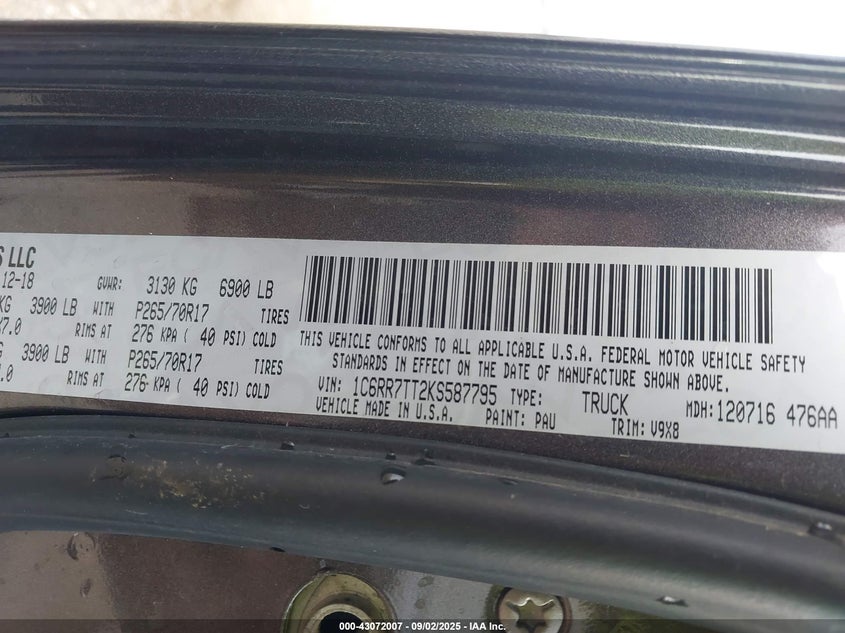 S LLC
12-18 GVWR: 3130 KG 6900 LB
KG 3900 LB WITH P265/70R17 TIRES
X7.0 RIMS AT 276 KPA ( 40 PSI) COLD
G 3900 LB WITH P265/70R17 TIRES
.0 RIMS AT 276 KPA ( 40 PSI) COLD
THIS VEHICLE CONFORMS TO ALL APPLICABLE U.S.A. FEDERAL MOTOR VEHICLE SAFETY
STANDARDS IN EFFECT ON THE DATE OF MANUFACTURE SHOWN ABOVE.
VIN: 1C6RR7TT2KS587795 TYPE: TRUCK MDH: 120716 476AA
VEHICLE MADE IN U.S.A. PAINT: PAU TRIM: V9X8
000-43072007 - 09/02/2025 - IAA Inc.